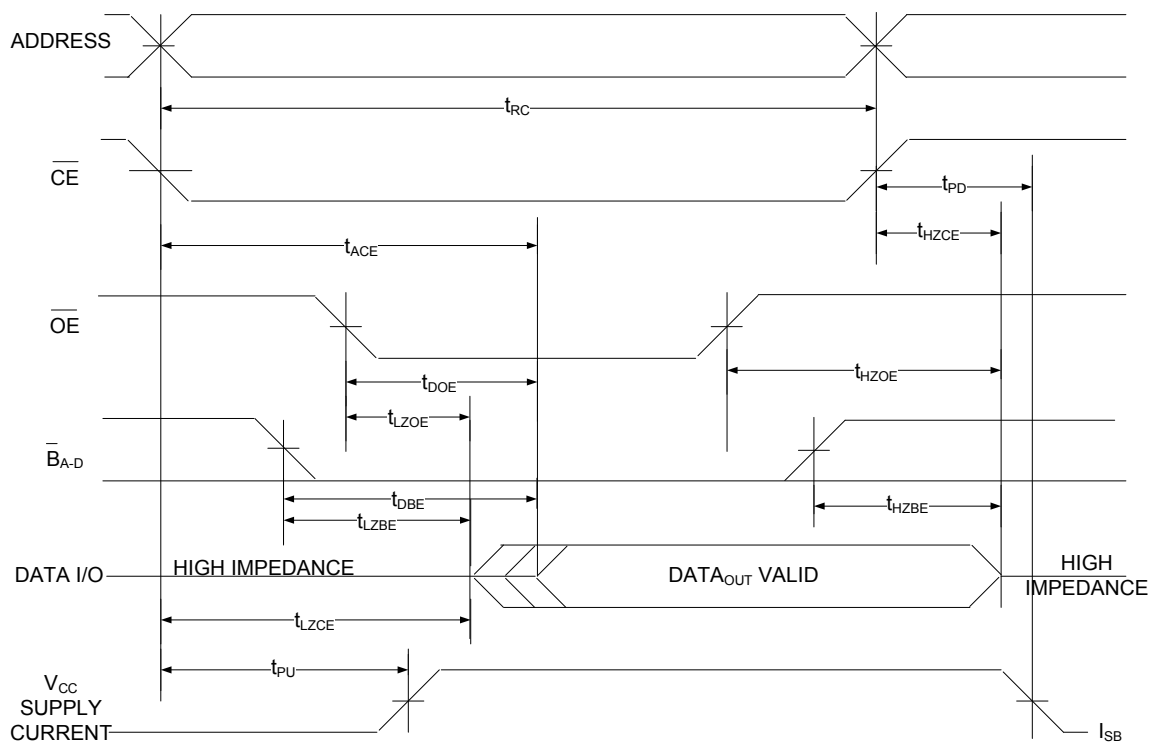 ADDRESS
tRC
CE
tPD
tHZCE
tACE
OE
tHZOE
tDOE
tLZOE
BA-D
tDBE
tHZBE
tLZBE
DATA I/O
HIGH IMPEDANCE
DATAOUT VALID
HIGH
IMPEDANCE
tLZCE
tPU
VCC
SUPPLY
CURRENT
ISB